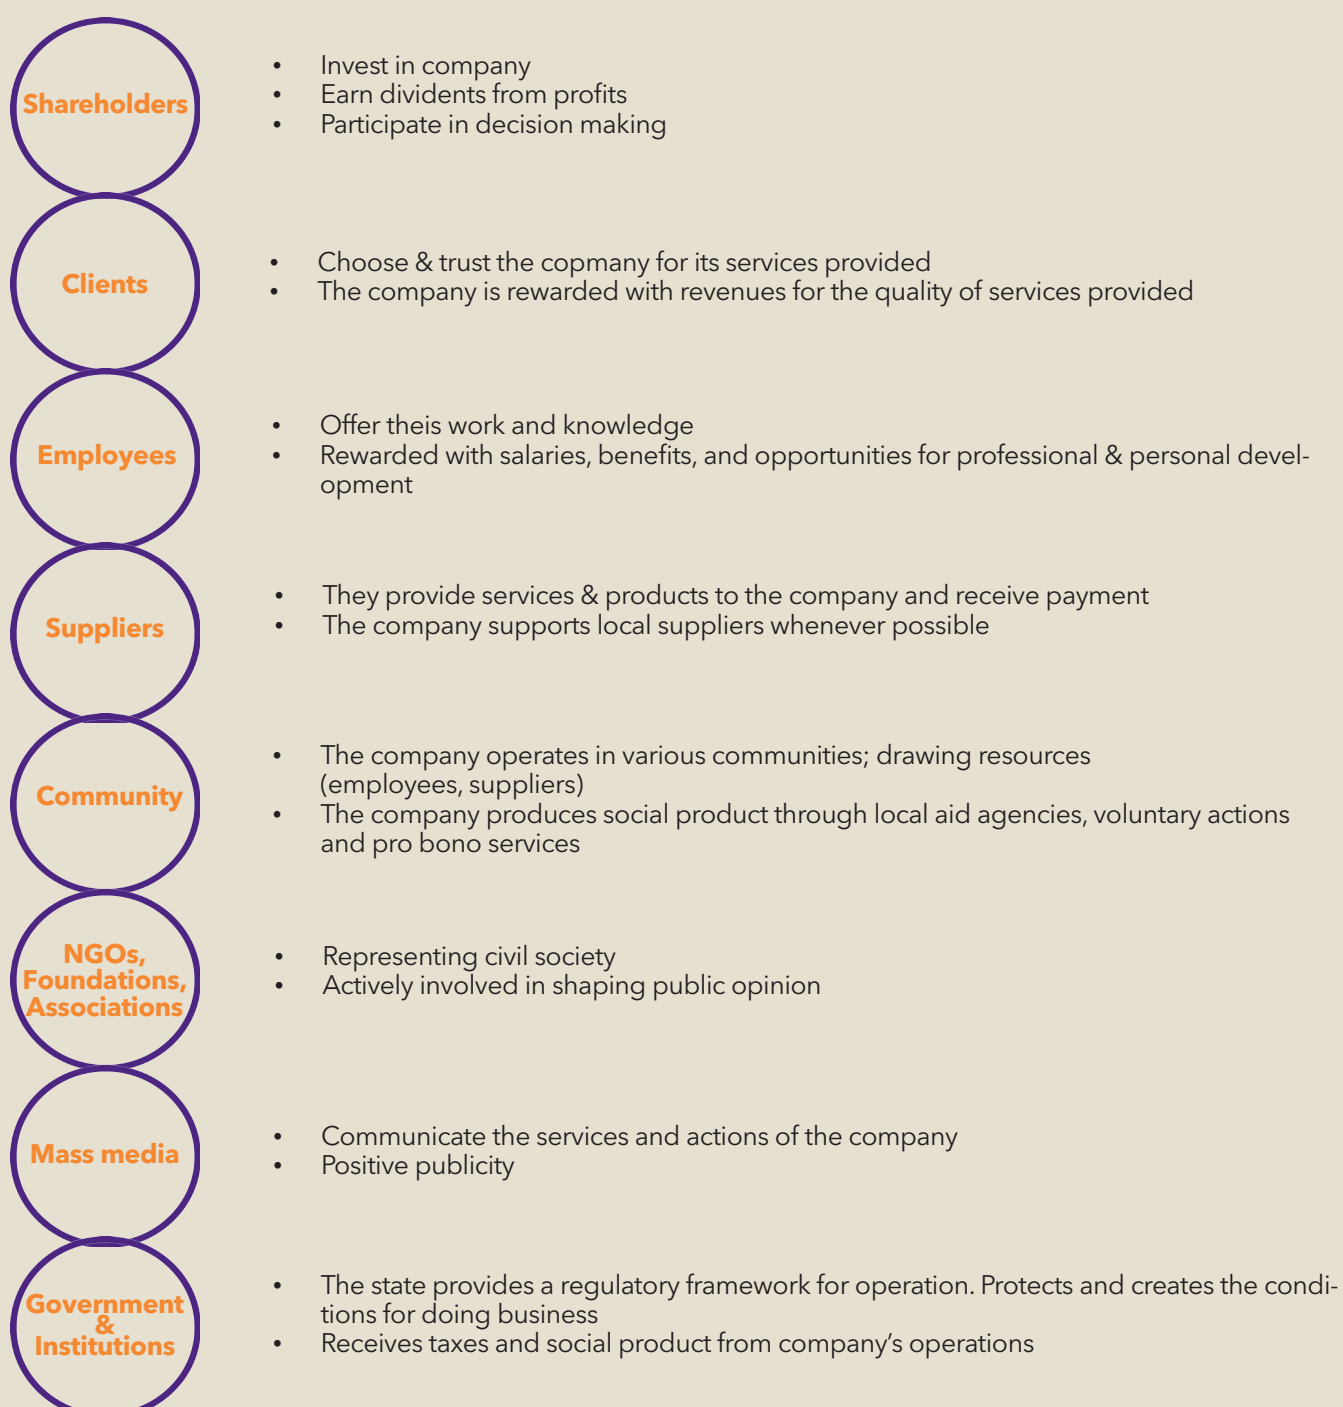 Shareholders
• Invest in company
• Earn dividents from profits
• Participate in decision making
Clients
• Choose & trust the copmany for its services provided
• The company is rewarded with revenues for the quality of services provided
Employees
• Offer theis work and knowledge
• Rewarded with salaries, benefits, and opportunities for professional & personal devel-
opment
Suppliers
• They provide services & products to the company and receive payment
• The company supports local suppliers whenever possible
Community
• The company operates in various communities; drawing resources
(employees, suppliers)
• The company produces social product through local aid agencies, voluntary actions
and pro bono services
NGOs,
Foundations,
Associations
• Representing civil society
• Actively involved in shaping public opinion
Mass media
• Communicate the services and actions of the company
• Positive publicity
Government
&
Institutions
• The state provides a regulatory framework for operation. Protects and creates the condi-
tions for doing business
• Receives taxes and social product from company’s operations